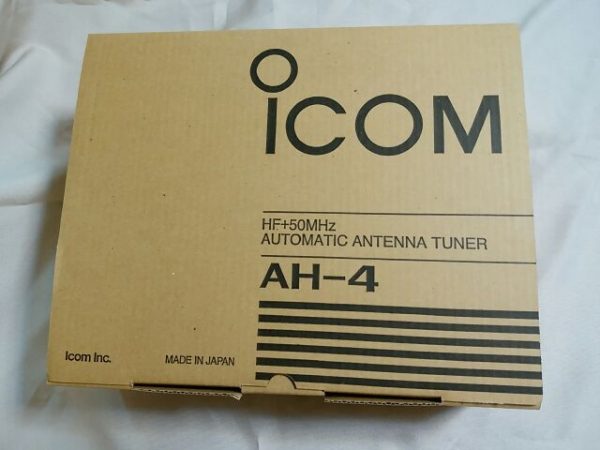 ICOM
HF+50MHz
AUTOMATIC ANTENNA TUNER
AH-4
Icom Inc.
MADE IN JAPAN